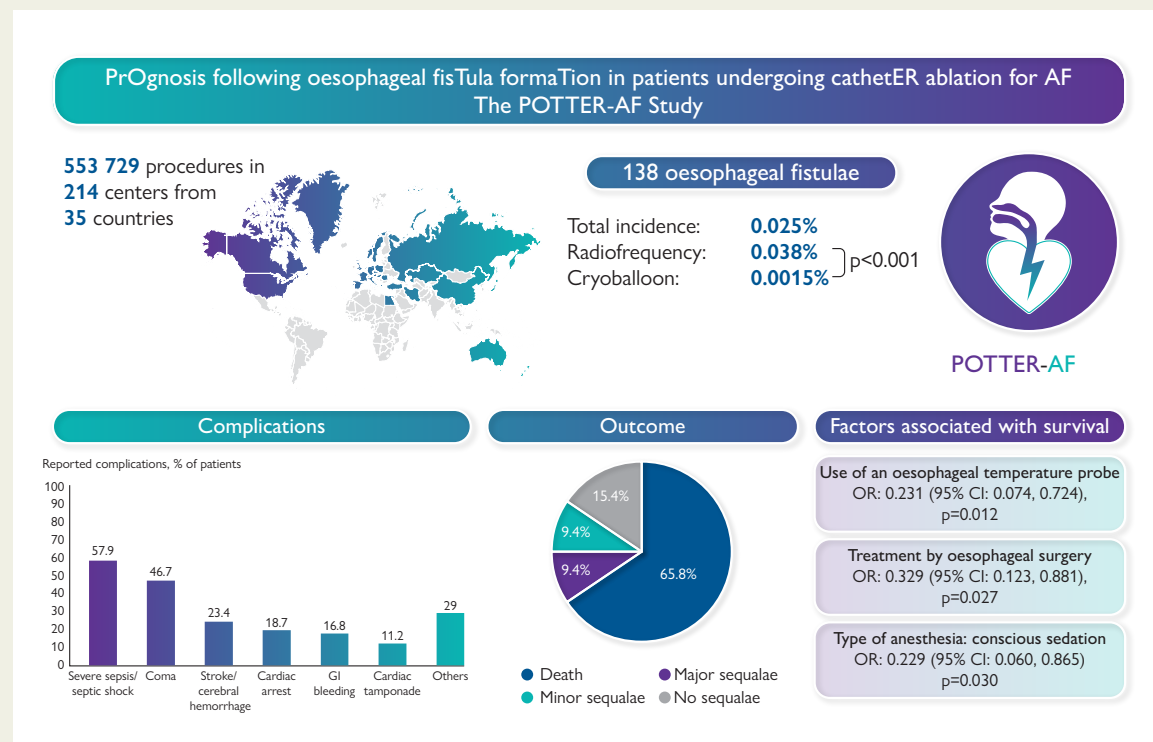 PrOgnosis following oesophageal fisTula formaTion in patients undergoing cathetER ablation for AF
The POTTER-AF Study
553 729 procedures in
214 centers from
35 countries
138 oesophageal fistulae
Total incidence: 0.025%
Radiofrequency: 0.038%
Cryoballoon: 0.0015%
p<0.001
POTTER-AF
Complications
Reported complications, % of patients
100
90
80
70
60
50
40
30
20
10
0
57.9
46.7
23.4
18.7
16.8
11.2
29
Severe sepsis/
septic shock
Coma
Stroke/
cerebral
hemorrhage
Cardiac
arrest
GI
bleeding
Cardiac
tamponade
Others
Outcome
15.4%
9.4%
9.4%
65.8%
Death
Major sequalae
Minor sequalae
No sequalae
Factors associated with survival
Use of an oesophageal temperature probe
OR: 0.231 (95% CI: 0.074, 0.724),
p=0.012
Treatment by oesophageal surgery
OR: 0.329 (95% CI: 0.123, 0.881),
p=0.027
Type of anesthesia: conscious sedation
OR: 0.229 (95% CI: 0.060, 0.865)
p=0.030